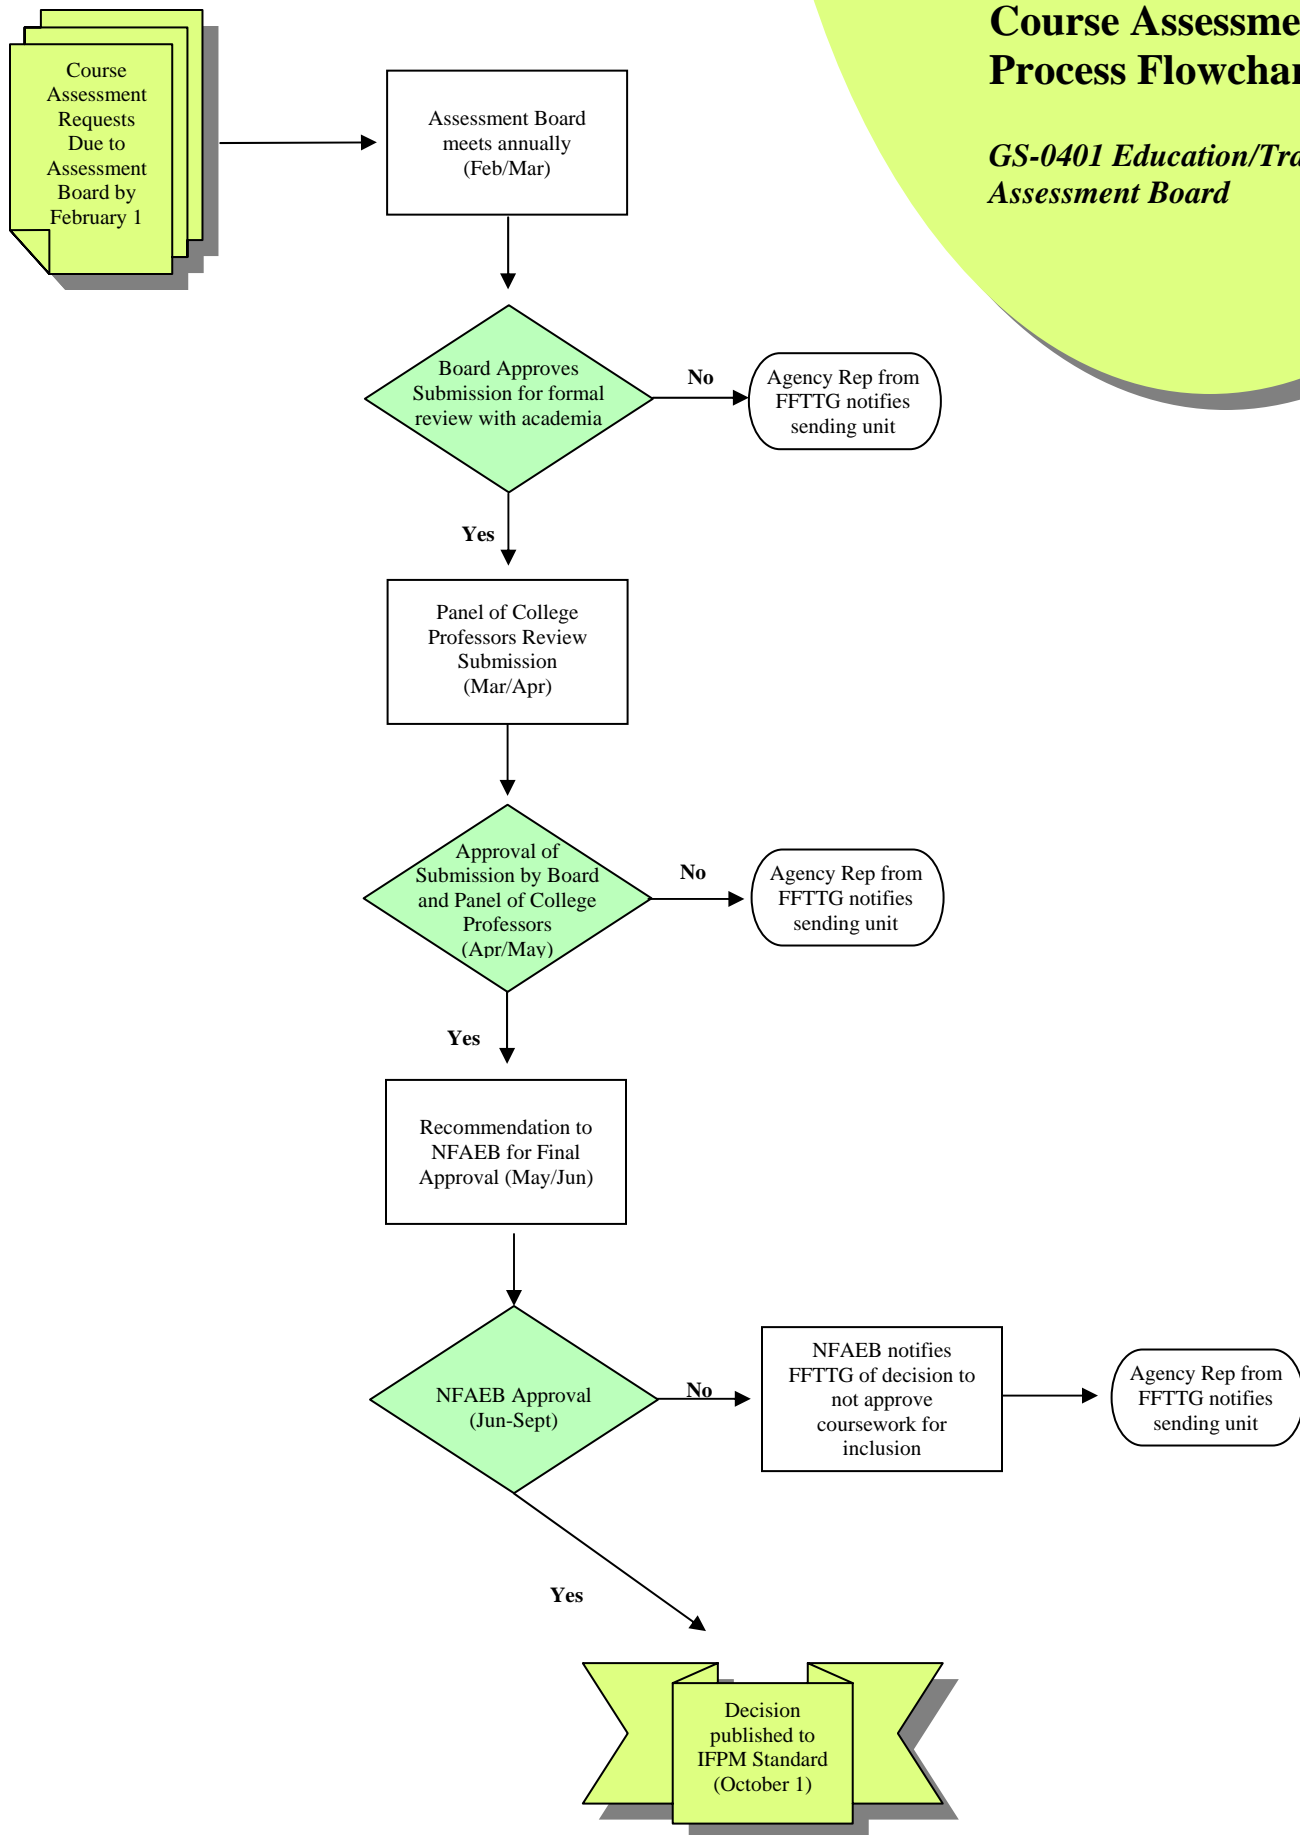 Course Assessme
Process Flowchar
GS-0401 Education/Tra
Assessment Board
Course
Assessment
Requests
Due to
Assessment
Board by
February 1
Assessment Board
meets annually
(Feb/Mar)
Board Approves
Submission for formal
review with academia
No
Agency Rep from
FFTTG notifies
sending unit
Yes
Panel of College
Professors Review
Submission
(Mar/Apr)
Approval of
Submission by Board
and Panel of College
Professors
(Apr/May)
No
Agency Rep from
FFTTG notifies
sending unit
Yes
Recommendation to
NFAEB for Final
Approval (May/Jun)
NFAEB Approval
(Jun-Sept)
No
NFAEB notifies
FFTTG of decision to
not approve
coursework for
inclusion
Agency Rep from
FFTTG notifies
sending unit
Yes
Decision
published to
IFPM Standard
(October 1)